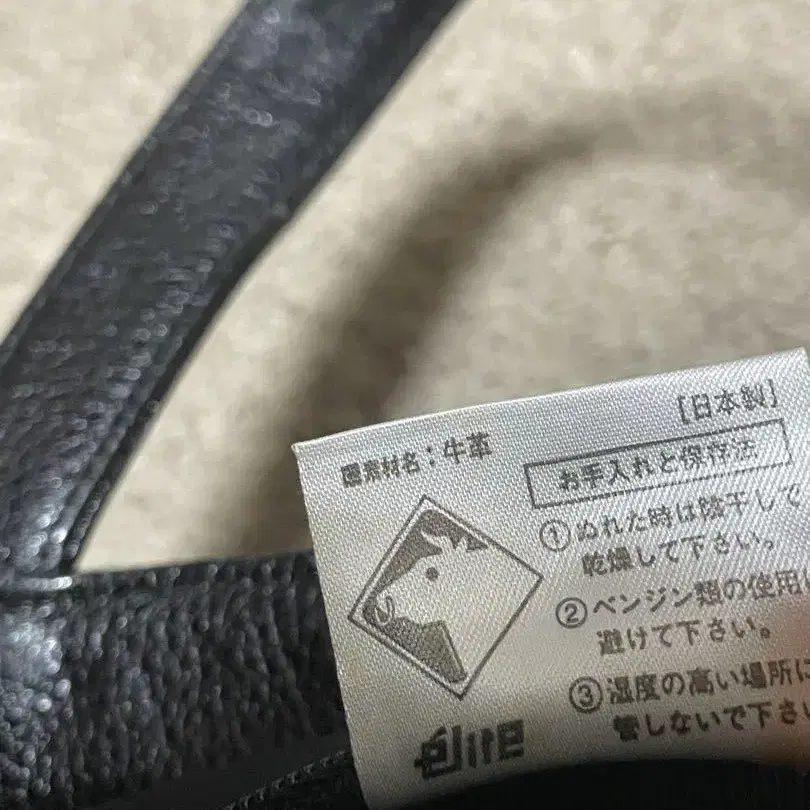 [日本製]
素材名：牛革
お手入れと保存法
①ぬれた時は陰干しで
乾燥して下さい。
②ベンジン類の使用は
避けて下さい。
③湿度の高い場所に
管しないで下さい
élite